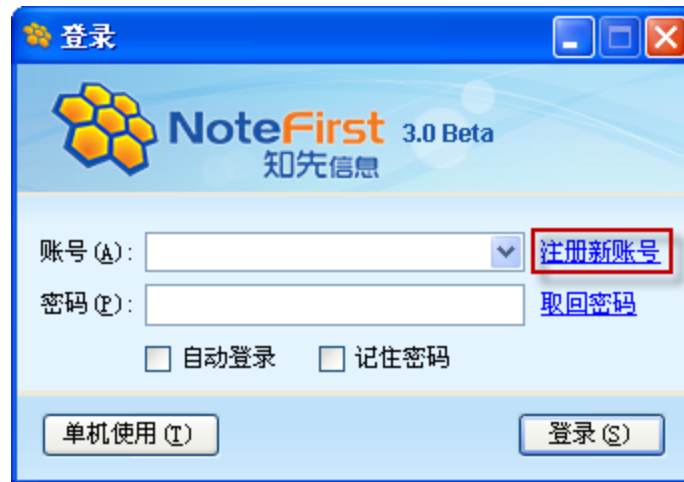 登录
NoteFirst 3.0 Beta
知先信息
账号(A): 注册新账号
密码(P): 取回密码
自动登录 记住密码
单机使用(T) 登录(S)